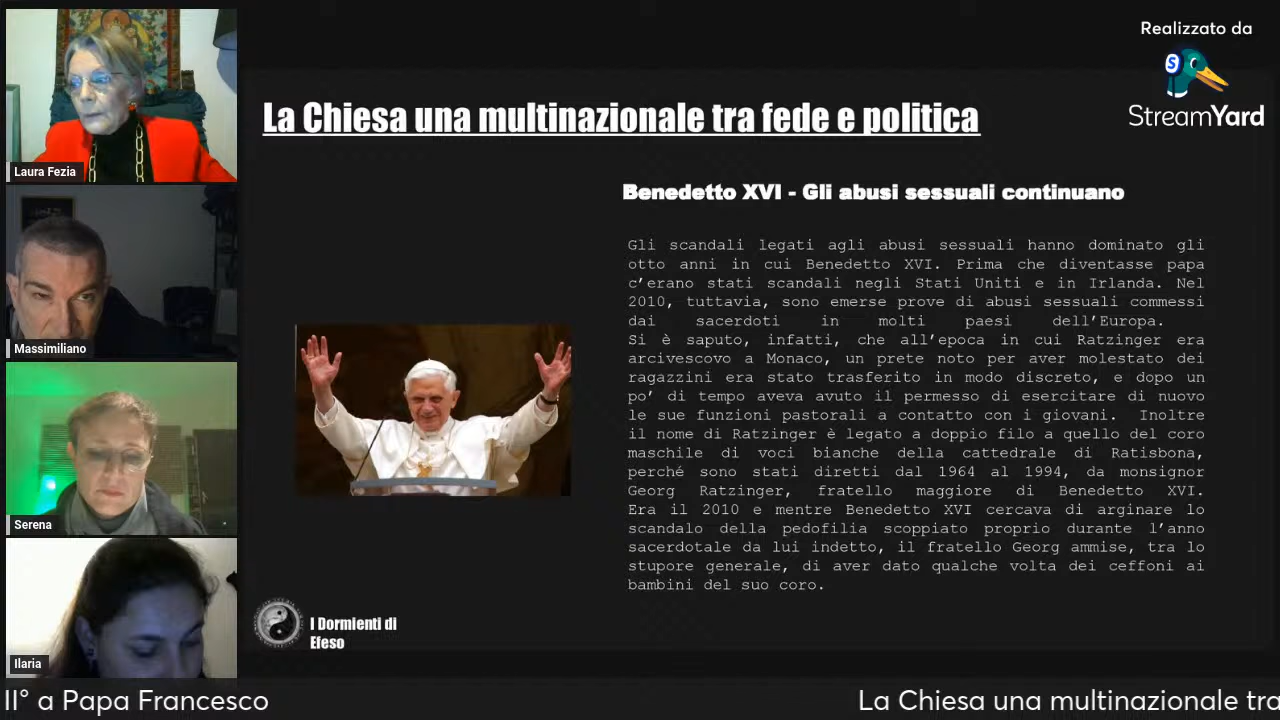 Realizzato da
S
StreamYard
Laura Fezia
Massimiliano
Serena
Ilaria
La Chiesa una multinazionale tra fede e politica
Benedetto XVI - Gli abusi sessuali continuano
Gli scandali legati agli abusi sessuali hanno dominato gli
otto anni in cui Benedetto XVI. Prima che diventasse papa
c'erano stati scandali negli Stati Uniti e in Irlanda. Nel
2010, tuttavia, sono emerse prove di abusi sessuali commessi
dai sacerdoti in molti paesi dell'Europa.
Si è saputo, infatti, che all'epoca in cui Ratzinger era
arcivescovo a Monaco, un prete noto per aver molestato dei
ragazzini era stato trasferito in modo discreto, e dopo un
po' di tempo aveva avuto il permesso di esercitare di nuovo
le sue funzioni pastorali a contatto con i giovani. Inoltre
il nome di Ratzinger è legato a doppio filo a quello del coro
maschile di voci bianche della cattedrale di Ratisbona,
perché sono stati diretti dal 1964 al 1994, da monsignor
Georg Ratzinger, fratello maggiore di Benedetto XVI.
Era il 2010 e mentre Benedetto XVI cercava di arginare lo
scandalo della pedofilia scoppiato proprio durante l'anno
sacerdotale da lui indetto, il fratello Georg ammise, tra lo
stupore generale, di aver dato qualche volta dei ceffoni ai
bambini del suo coro.
I Dormienti di
Efeso
II° a Papa Francesco
La Chiesa una multinazionale tra